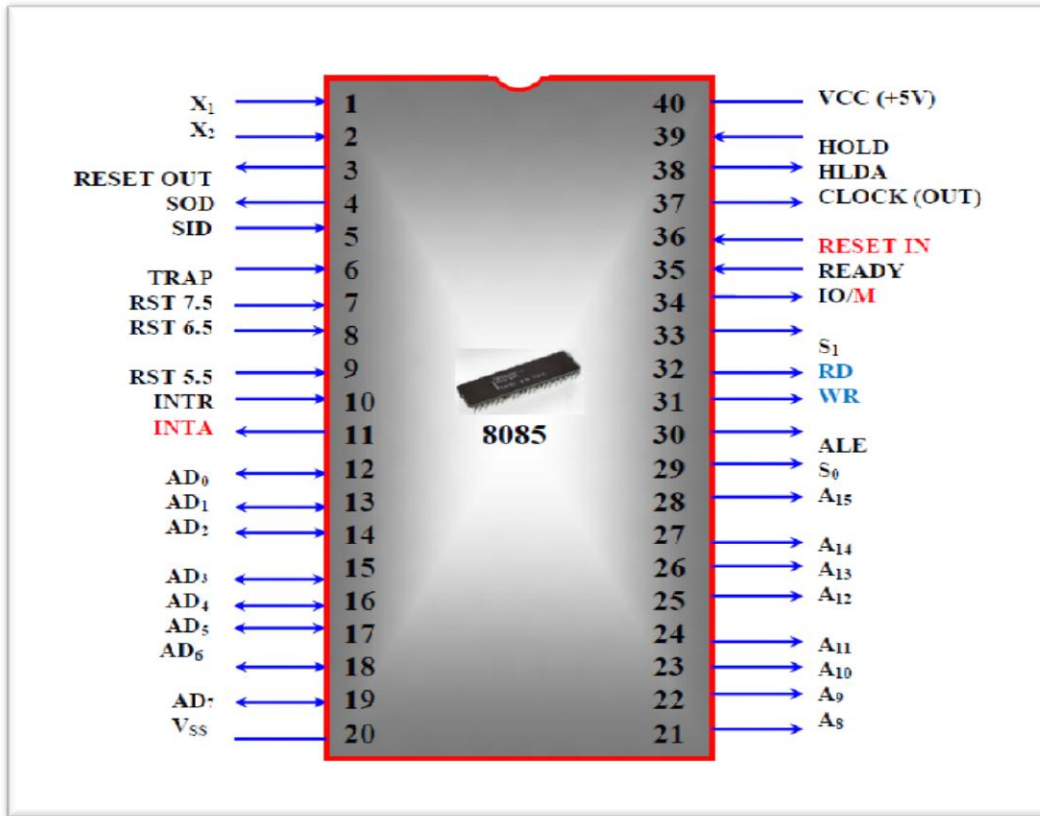 X₁ 1 40 VCC (+5V)
X₂ 2 39 HOLD
RESET OUT 3 38 HLDA
SOD 4 37 CLOCK (OUT)
SID 5 36 RESET IN
TRAP 6 35 READY
RST 7.5 7 34 IO/M
RST 6.5 8 33 S₁
RST 5.5 9 32 RD
INTR 10 31 WR
INTA 11 30 ALE
8085
AD₀ 12 29 S₀
AD₁ 13 28 A₁₅
AD₂ 14 27 A₁₄
AD₃ 15 26 A₁₃
AD₄ 16 25 A₁₂
AD₅ 17 24 A₁₁
AD₆ 18 23 A₁₀
AD₇ 19 22 A₉
VSS 20 21 A₈